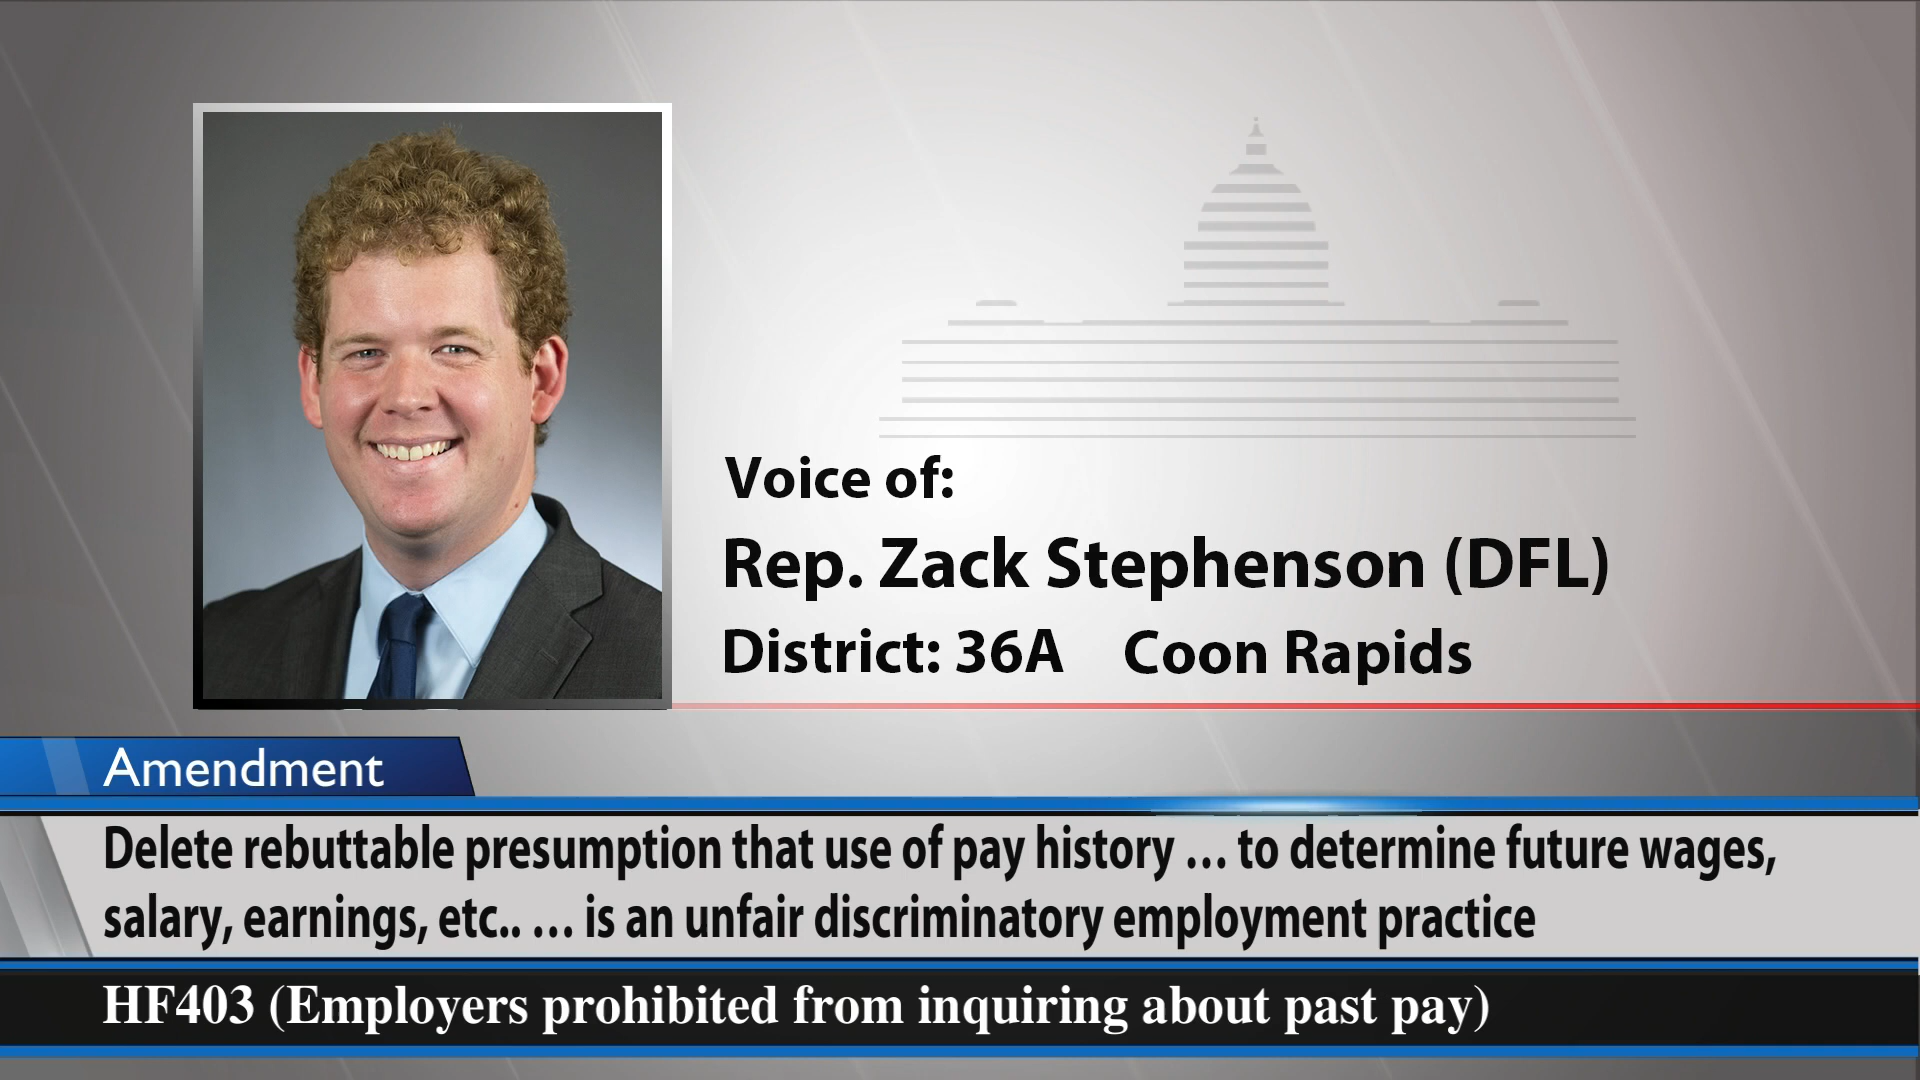 Voice of:
Rep. Zack Stephenson (DFL)
District: 36A Coon Rapids
Amendment
Delete rebuttable presumption that use of pay history … to determine future wages,
salary, earnings, etc.. … is an unfair discriminatory employment practice
HF403 (Employers prohibited from inquiring about past pay)